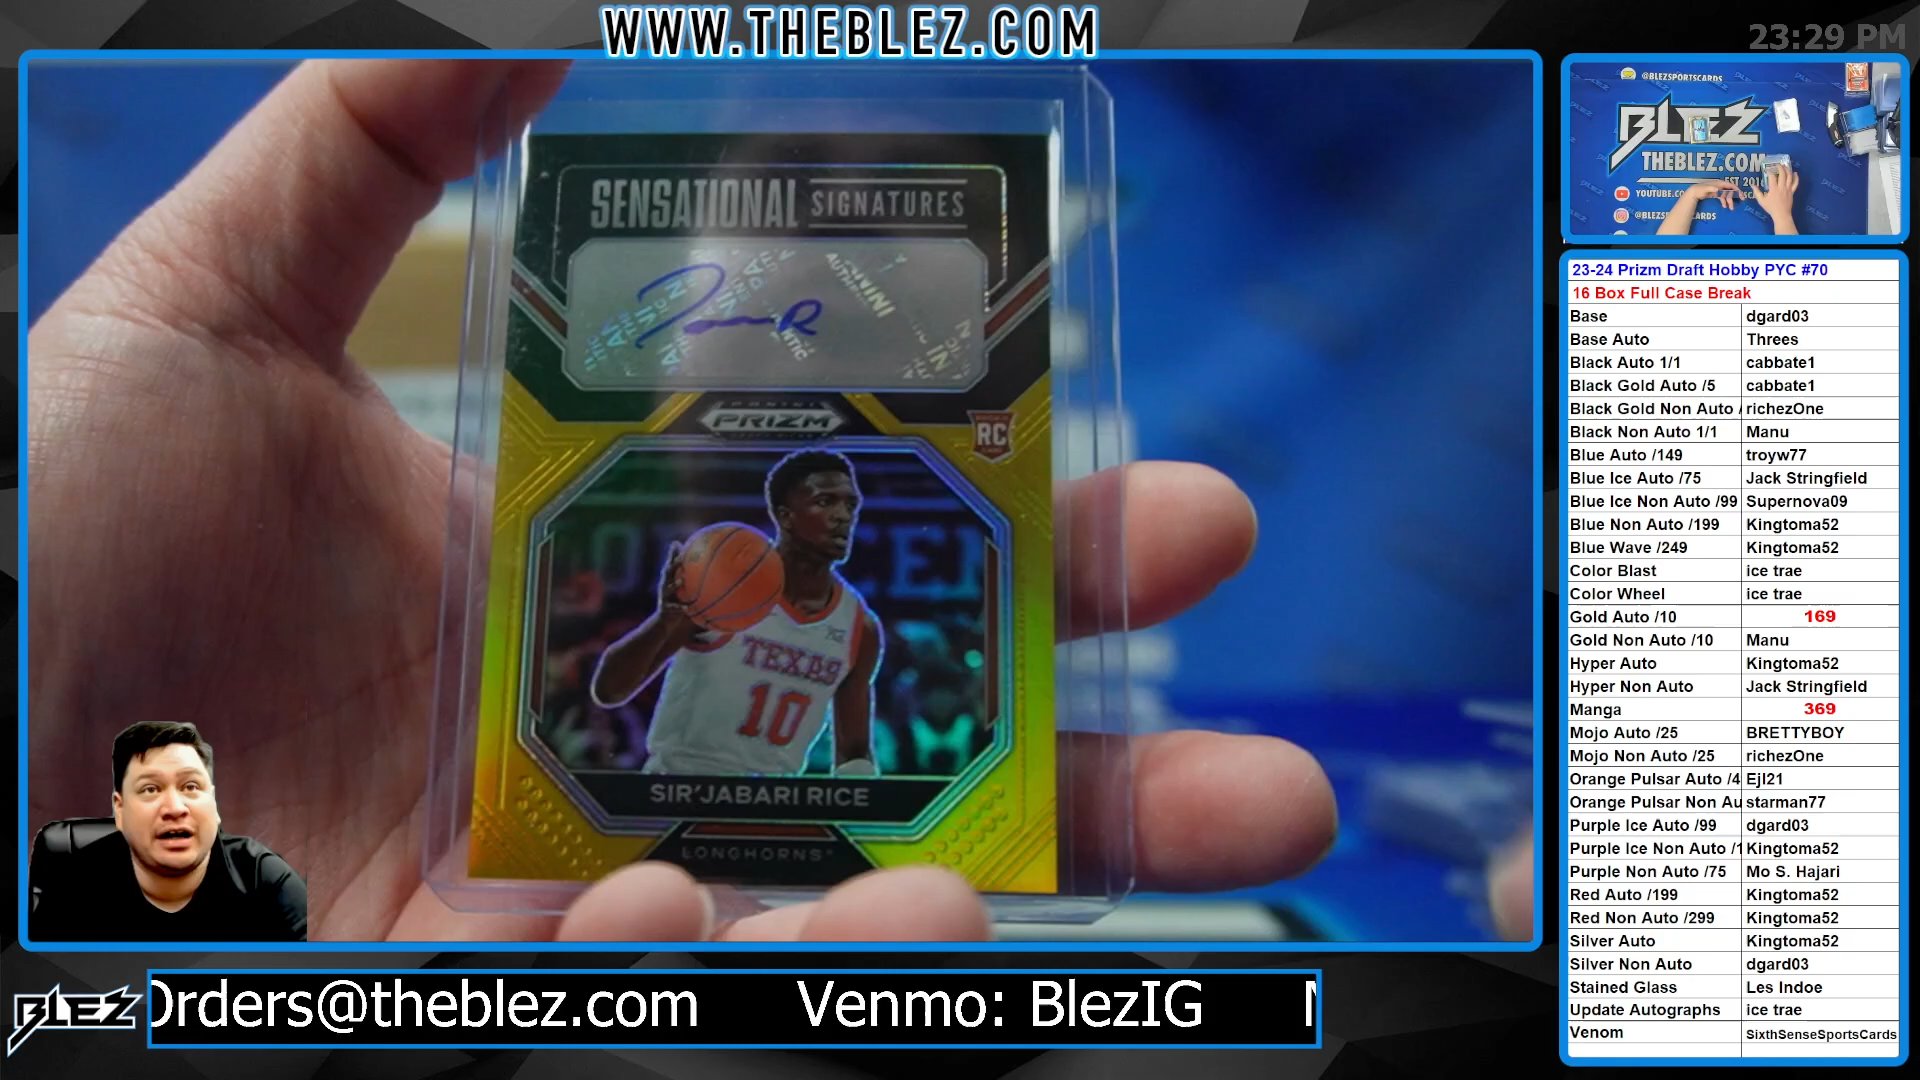 WWW.THEBLEZ.COM
23:29 PM
SENSATIONAL SIGNATURES
PANINI
PRIZM
RC
TEXAS
10
SIR'JABARI RICE
LONGHORNS
@BLEZSPORTSCARDS
BLEZ
THEBLEZ.COM
23-24 Prizm Draft Hobby PYC #70
16 Box Full Case Break
Base dgard03
Base Auto Threes
Black Auto 1/1 cabbate1
Black Gold Auto /5 cabbate1
Black Gold Non Auto / richezOne
Black Non Auto 1/1 Manu
Blue Auto /149 troyw77
Blue Ice Auto /75 Jack Stringfield
Blue Ice Non Auto /99 Supernova09
Blue Non Auto /199 Kingtoma52
Blue Wave /249 Kingtoma52
Color Blast ice trae
Color Wheel ice trae
Gold Auto /10 169
Gold Non Auto /10 Manu
Hyper Auto Kingtoma52
Hyper Non Auto Jack Stringfield
Manga 369
Mojo Auto /25 BRETTYBOY
Mojo Non Auto /25 richezOne
Orange Pulsar Auto /4 Ejl21
Orange Pulsar Non Au starman77
Purple Ice Auto /99 dgard03
Purple Ice Non Auto /1 Kingtoma52
Purple Non Auto /75 Mo S. Hajari
Red Auto /199 Kingtoma52
Red Non Auto /299 Kingtoma52
Silver Auto Kingtoma52
Silver Non Auto dgard03
Stained Glass Les Indoe
Update Autographs ice trae
Venom SixthSenseSportsCards
BLEZ
Orders@theblez.com Venmo: BlezIG